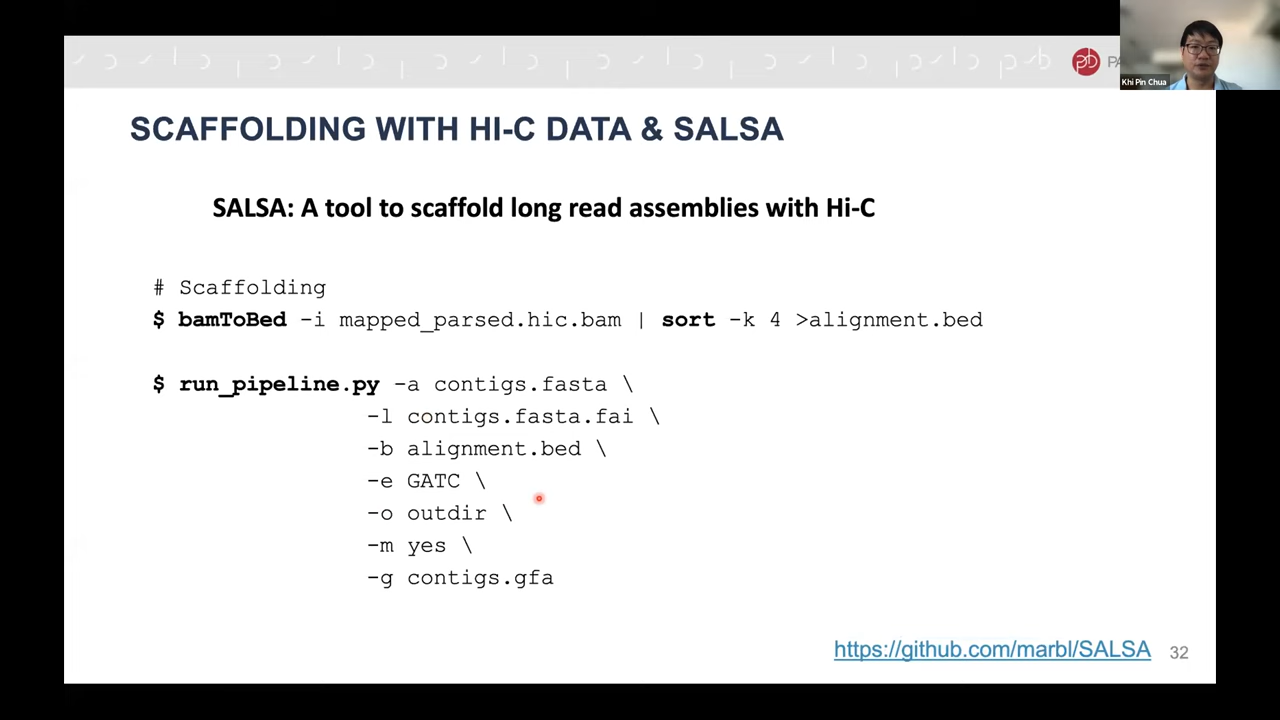 PA
Khi Pin Chua
SCAFFOLDING WITH HI-C DATA & SALSA
SALSA: A tool to scaffold long read assemblies with Hi-C
# Scaffolding
$ bamToBed -i mapped_parsed.hic.bam | sort -k 4 >alignment.bed
$ run_pipeline.py -a contigs.fasta \
-l contigs.fasta.fai \
-b alignment.bed \
-e GATC \
-o outdir \
-m yes \
-g contigs.gfa
https://github.com/marbl/SALSA
32